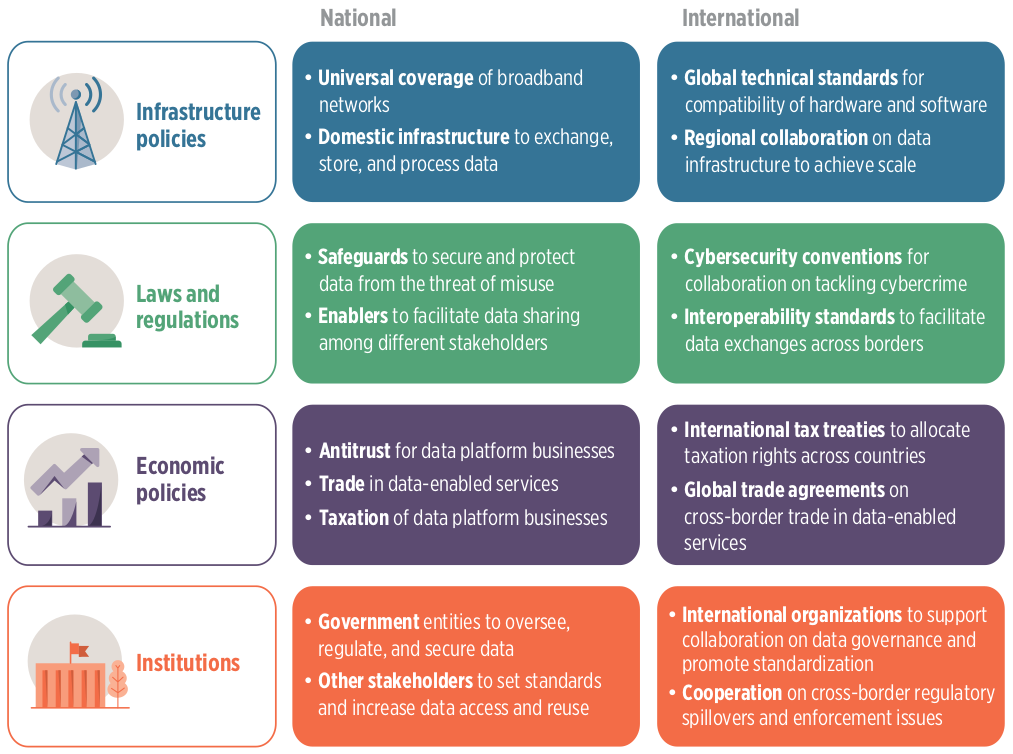 National
International
Infrastructure
policies
• Universal coverage of broadband
networks
• Domestic infrastructure to exchange,
store, and process data
• Global technical standards for
compatibility of hardware and software
• Regional collaboration on data
infrastructure to achieve scale
Laws and
regulations
• Safeguards to secure and protect
data from the threat of misuse
• Enablers to facilitate data sharing
among different stakeholders
• Cybersecurity conventions for
collaboration on tackling cybercrime
• Interoperability standards to facilitate
data exchanges across borders
Economic
policies
• Antitrust for data platform businesses
• Trade in data-enabled services
• Taxation of data platform businesses
• International tax treaties to allocate
taxation rights across countries
• Global trade agreements on
cross-border trade in data-enabled
services
Institutions
• Government entities to oversee,
regulate, and secure data
• Other stakeholders to set standards
and increase data access and reuse
• International organizations to support
collaboration on data governance and
promote standardization
• Cooperation on cross-border regulatory
spillovers and enforcement issues